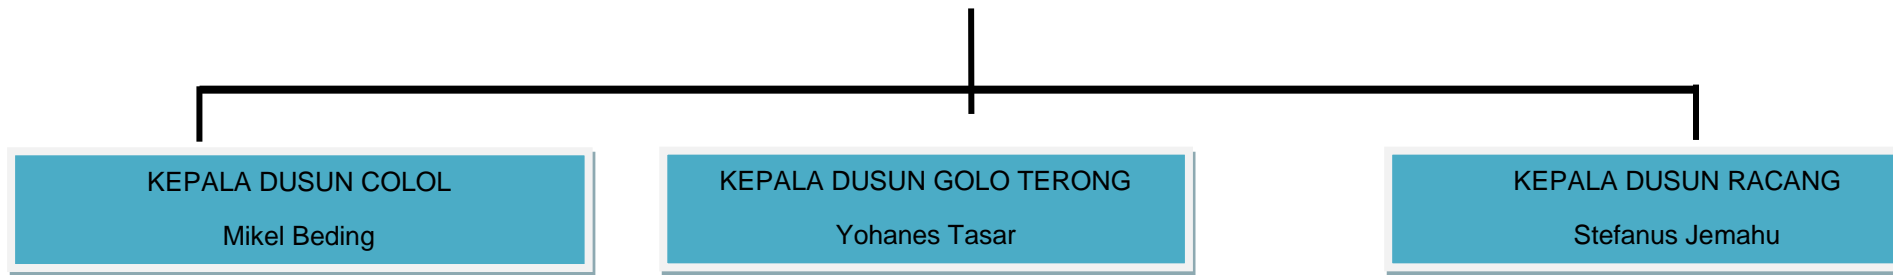 KEPALA DUSUN COLOL
Mikel Beding
KEPALA DUSUN GOLO TERONG
Yohanes Tasar
KEPALA DUSUN RACANG
Stefanus Jemahu